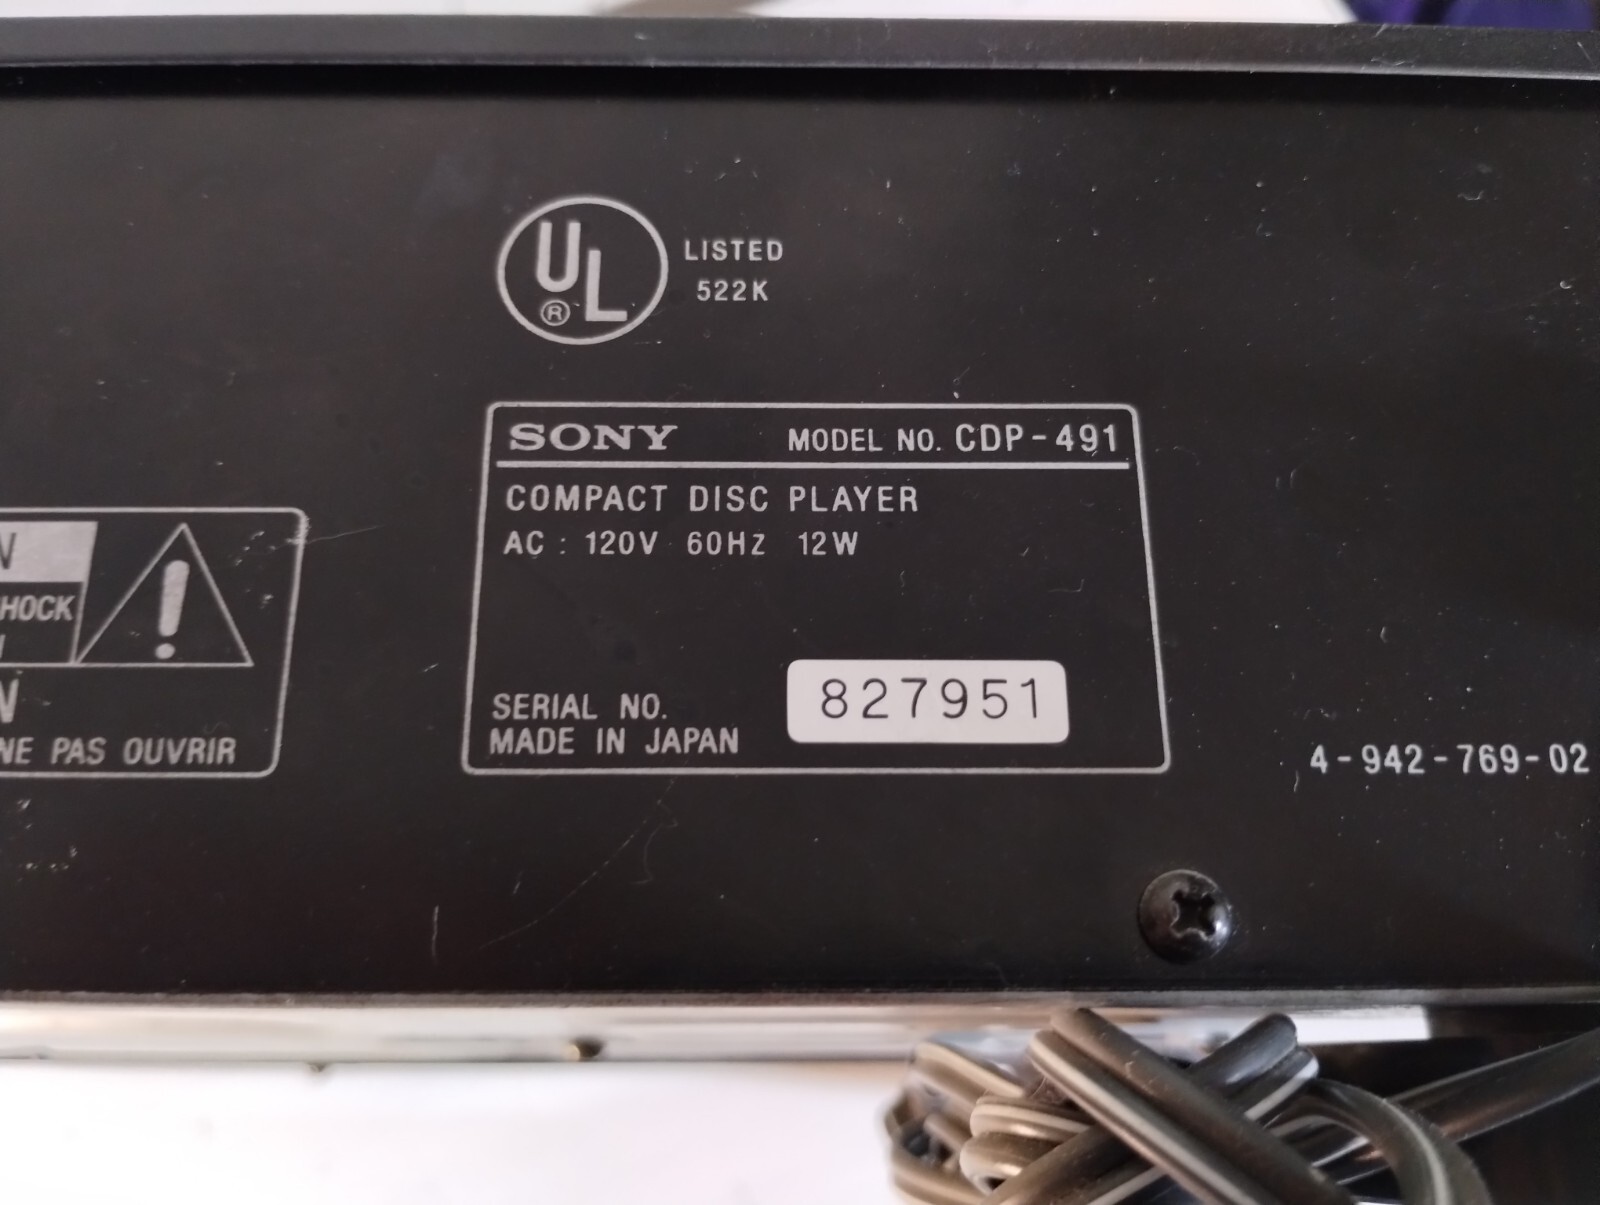 UL
®
LISTED
522K
SONY MODEL NO. CDP-491
COMPACT DISC PLAYER
AC : 120V 60Hz 12W
SERIAL NO. 827951
MADE IN JAPAN
N
HOCK
!
N
NE PAS OUVRIR
4-942-769-02